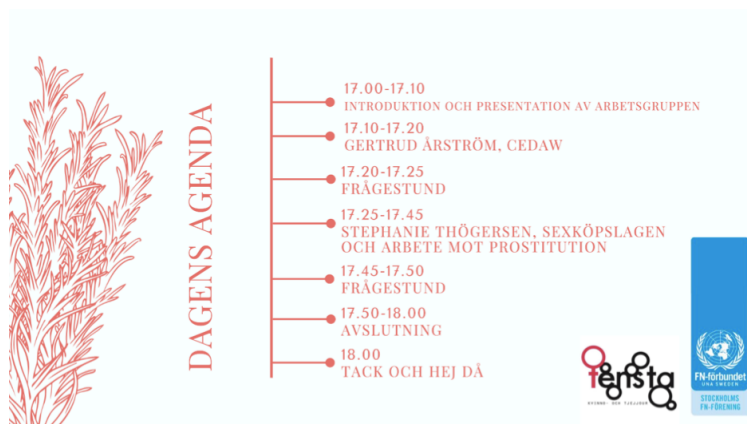 DAGENS AGENDA
17.00-17.10
INTRODUKTION OCH PRESENTATION AV ARBETSGRUPPEN
17.10-17.20
GERTRUD ÅRSTRÖM, CEDAW
17.20-17.25
FRÅGESTUND
17.25-17.45
STEPHANIE THÖGERSEN, SEXKÖPSLAGEN
OCH ARBETE MOT PROSTITUTION
17.45-17.50
FRÅGESTUND
17.50-18.00
AVSLUTNING
18.00
TACK OCH HEJ DÅ
tensta
FN-förbundet
UNA SWEDEN
STOCKHOLMS
FN-FÖRENING